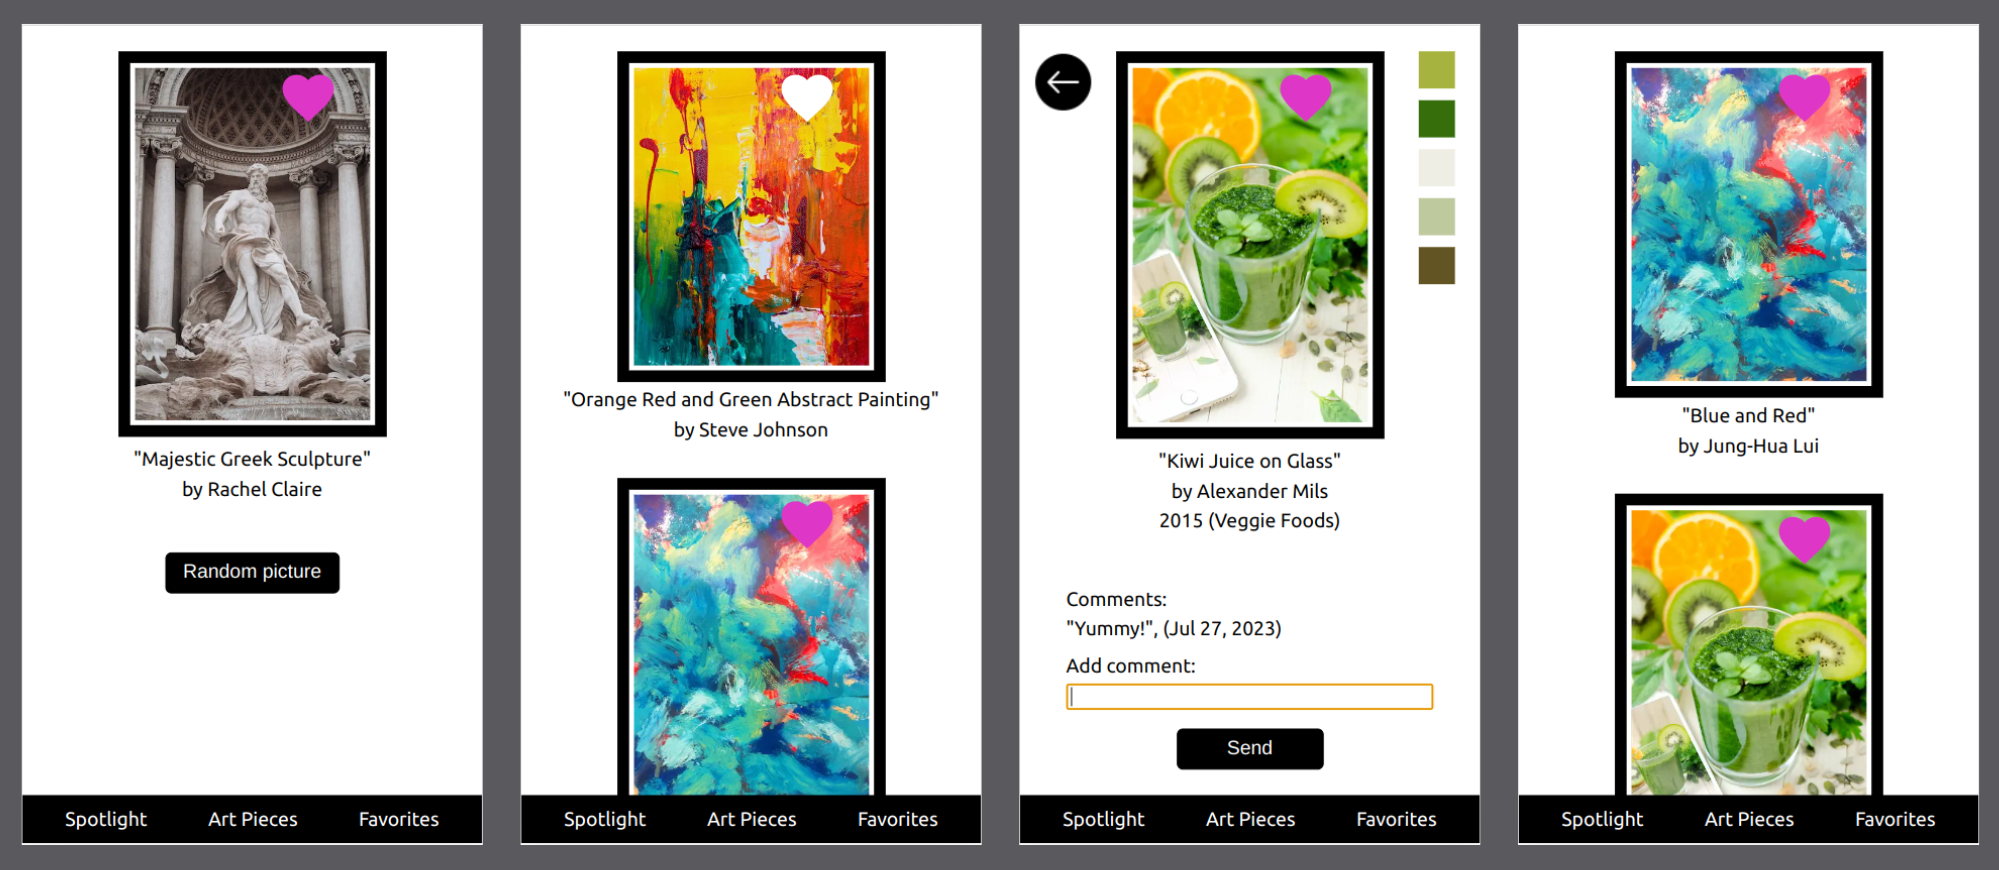 "Majestic Greek Sculpture"
by Rachel Claire
Random picture
Spotlight Art Pieces Favorites
"Orange Red and Green Abstract Painting"
by Steve Johnson
Spotlight Art Pieces Favorites
"Kiwi Juice on Glass"
by Alexander Mils
2015 (Veggie Foods)
Comments:
"Yummy!", (Jul 27, 2023)
Add comment:
Send
Spotlight Art Pieces Favorites
"Blue and Red"
by Jung-Hua Lui
Spotlight Art Pieces Favorites